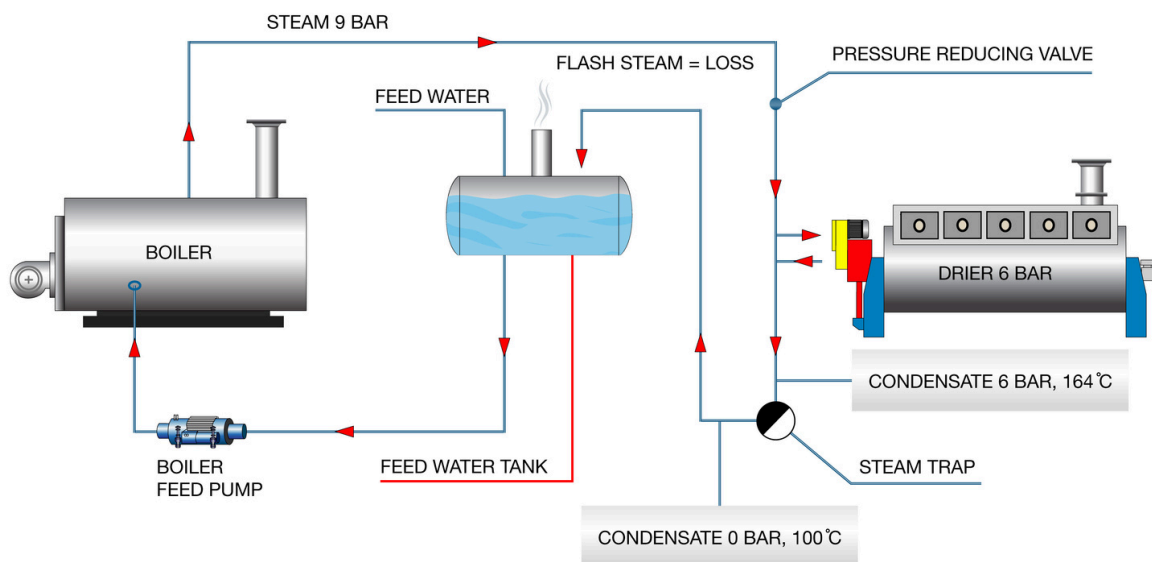 STEAM 9 BAR
PRESSURE REDUCING VALVE
FLASH STEAM = LOSS
FEED WATER
BOILER
DRIER 6 BAR
CONDENSATE 6 BAR, 164°C
FEED WATER TANK
STEAM TRAP
BOILER
FEED PUMP
CONDENSATE 0 BAR, 100°C